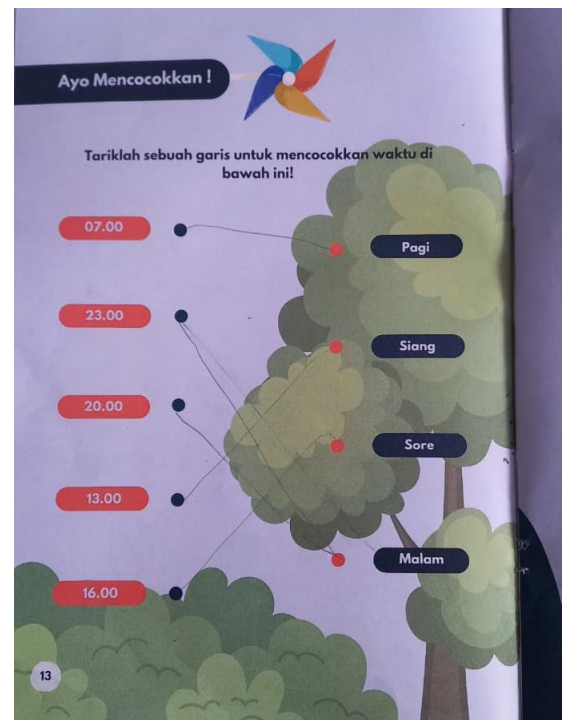 Ayo Mencocokkan !
Tariklah sebuah garis untuk mencocokkan waktu di
bawah ini!
07.00
Pagi
23.00
Siang
20.00
Sore
13.00
Malam
16.00
13